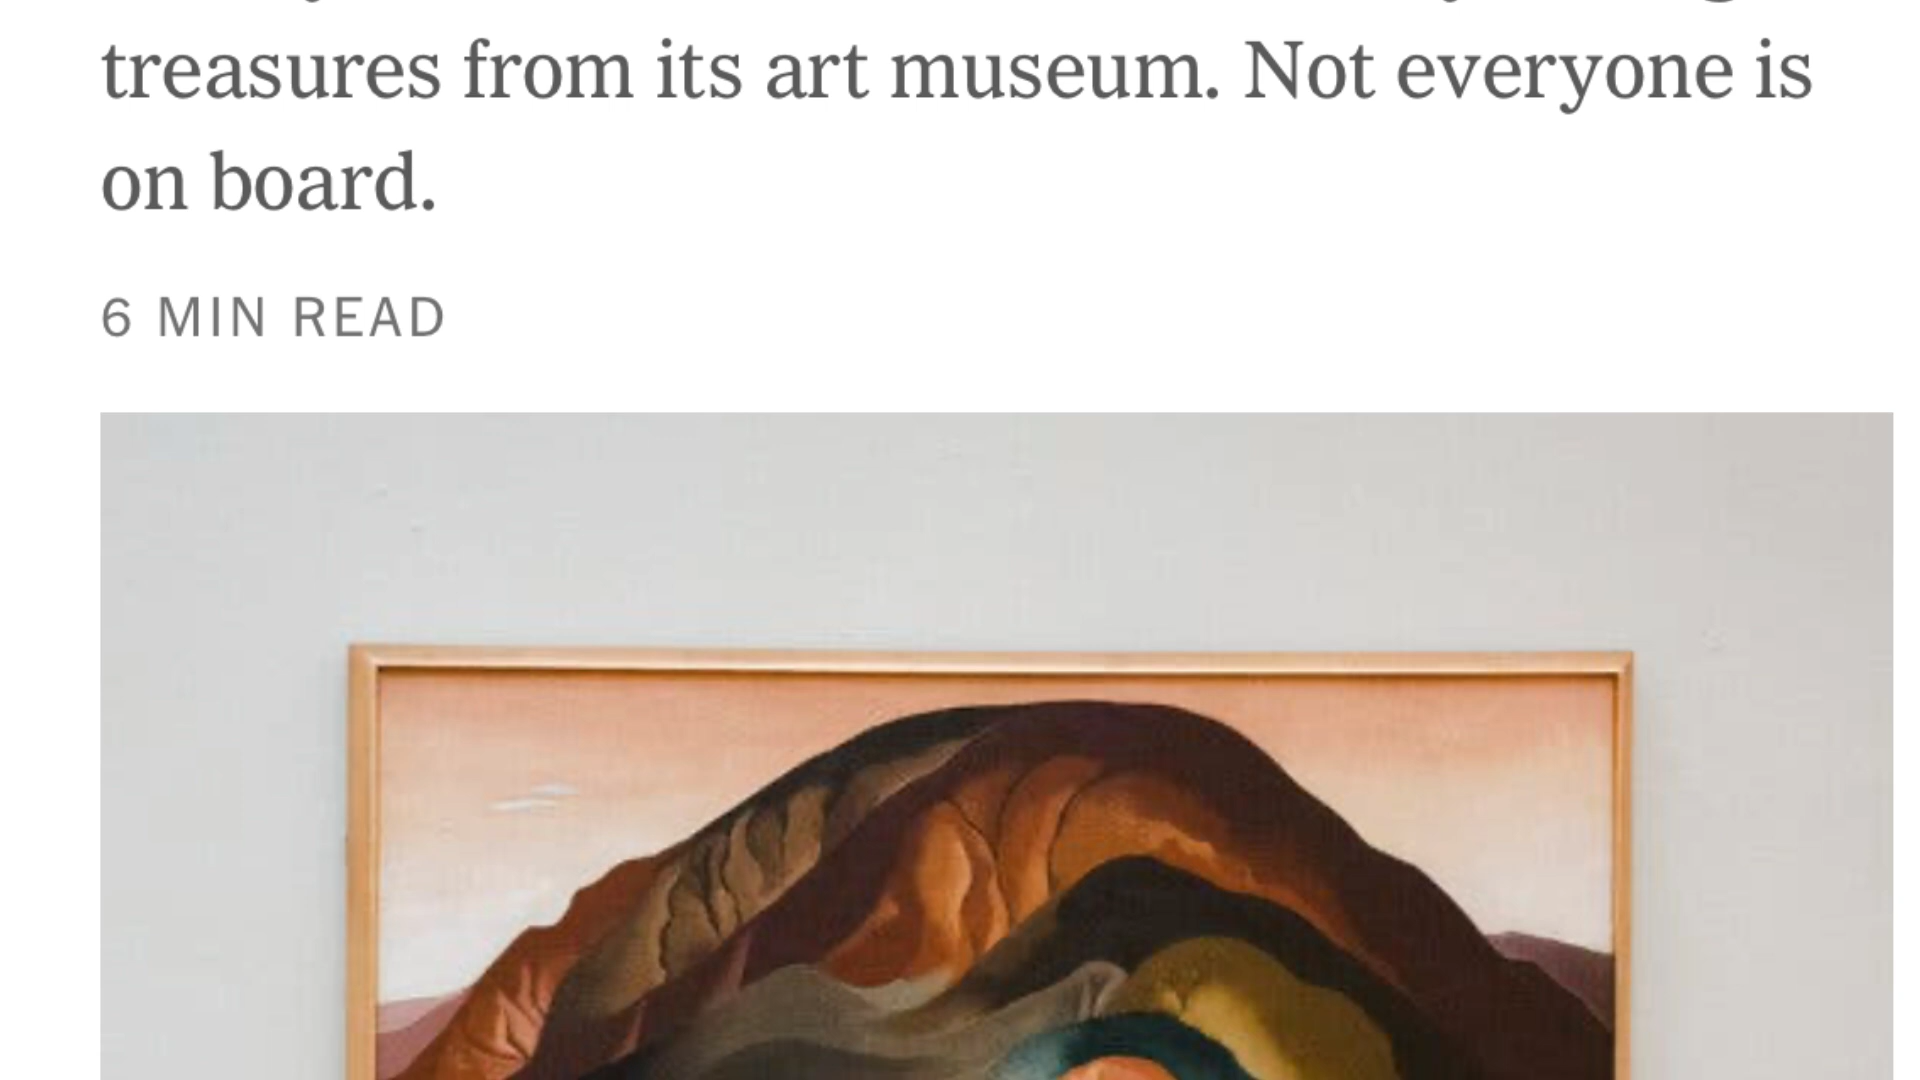 treasures from its art museum. Not everyone is
on board.
6 MIN READ